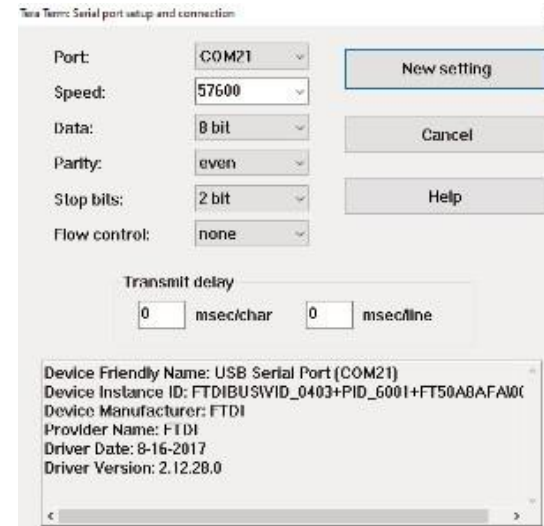 Tera Term: Serial port setup and connection
Port: COM21
New setting
Speed: 57600
Data: 8 bit
Cancel
Parity: even
Stop bits: 2 bit
Help
Flow control: none
Transmit delay
0 msec/char 0 msec/line
Device Friendly Name: USB Serial Port (COM21)
Device Instance ID: FTDIBUS\VID_0403+PID_6001+FT50A8AFA\0(
Device Manufacturer: FTDI
Provider Name: FTDI
Driver Date: 8-16-2017
Driver Version: 2.12.28.0